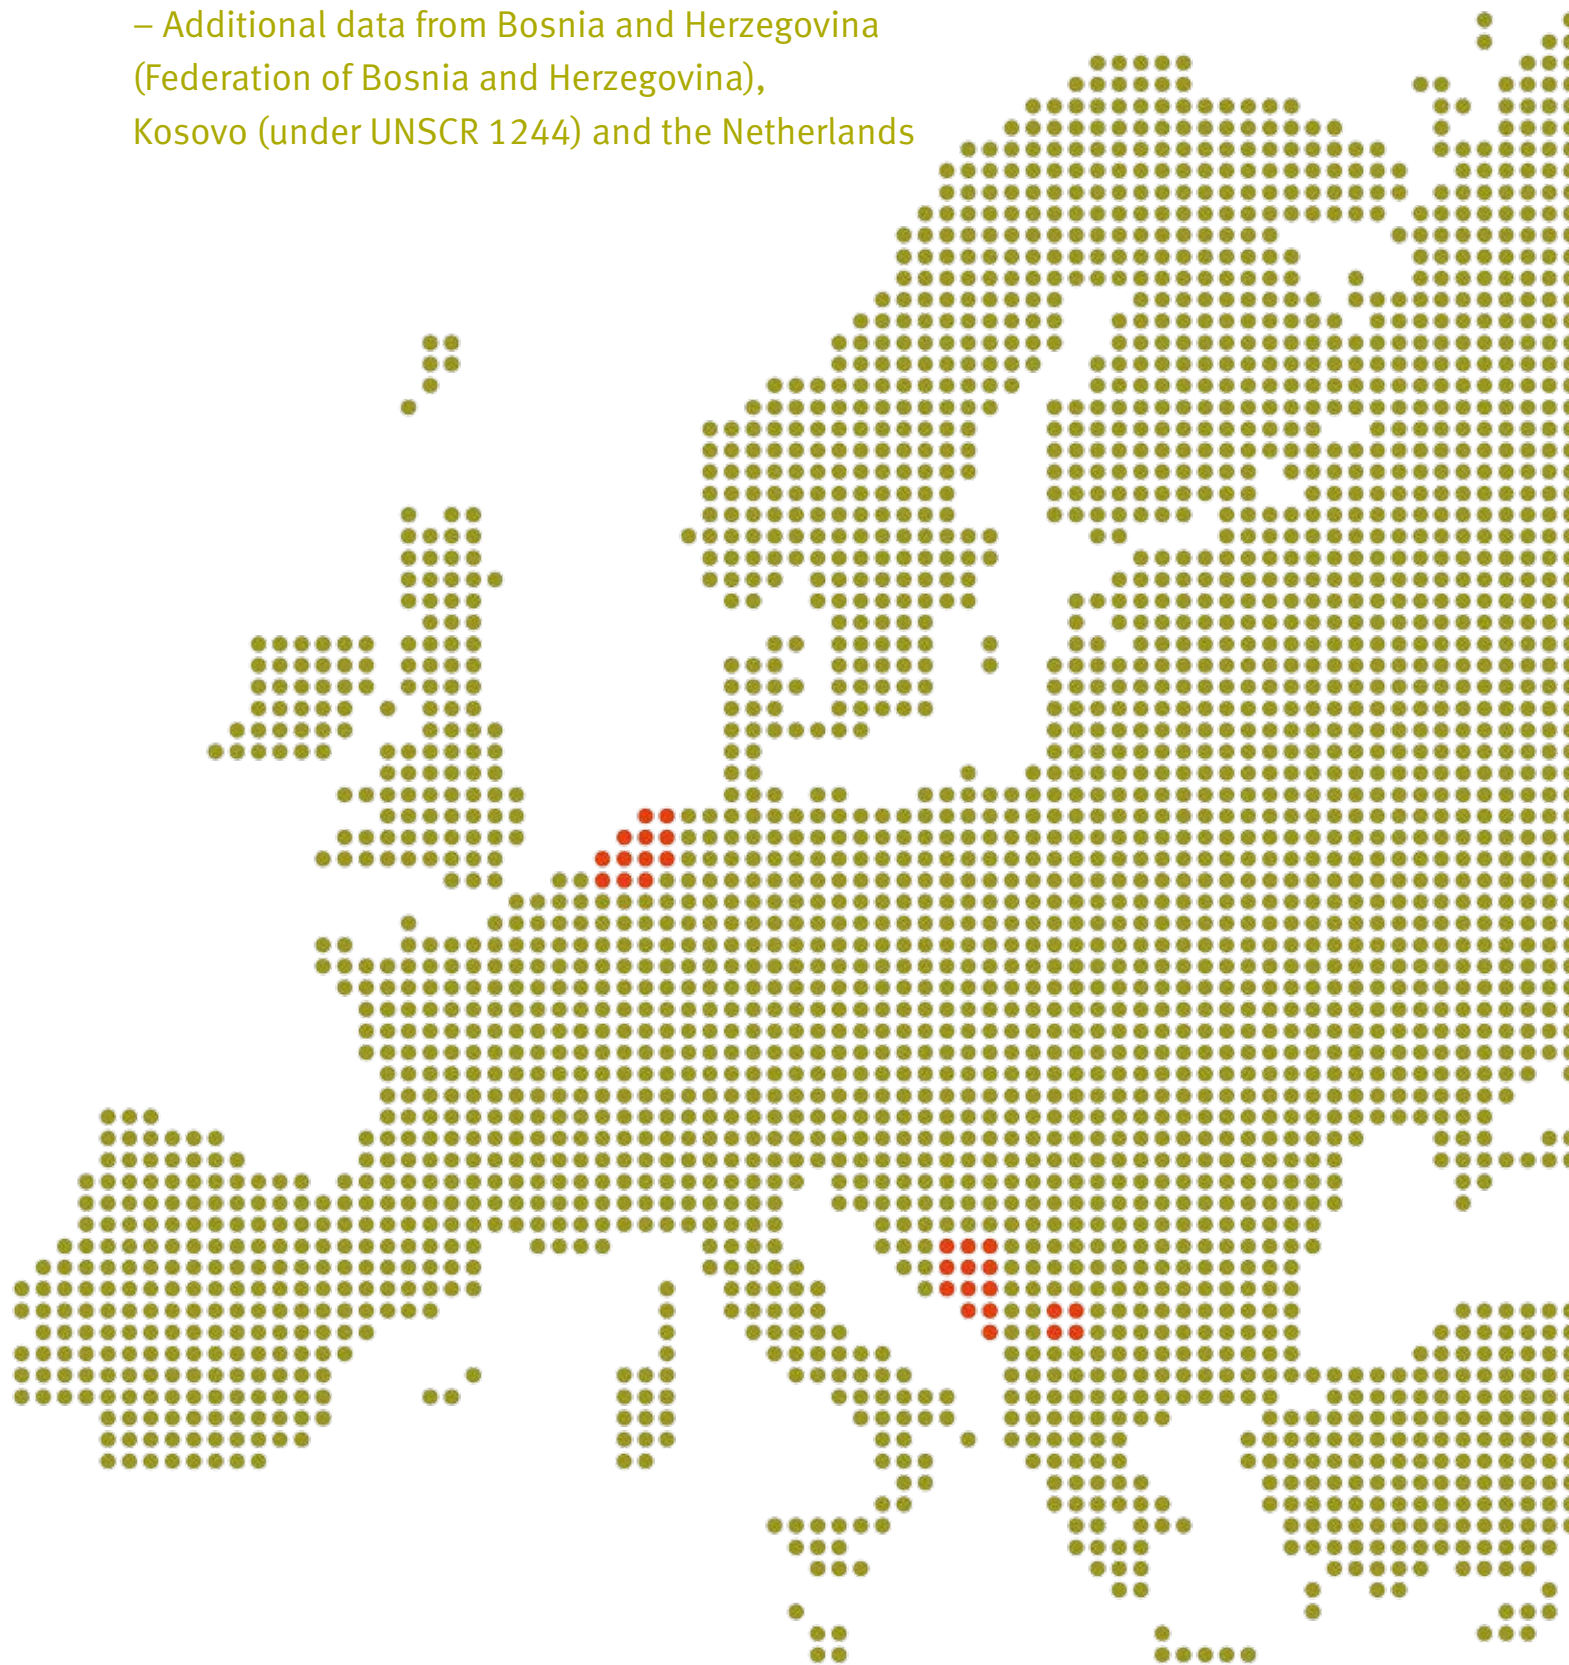 – Additional data from Bosnia and Herzegovina
(Federation of Bosnia and Herzegovina),
Kosovo (under UNSCR 1244) and the Netherlands